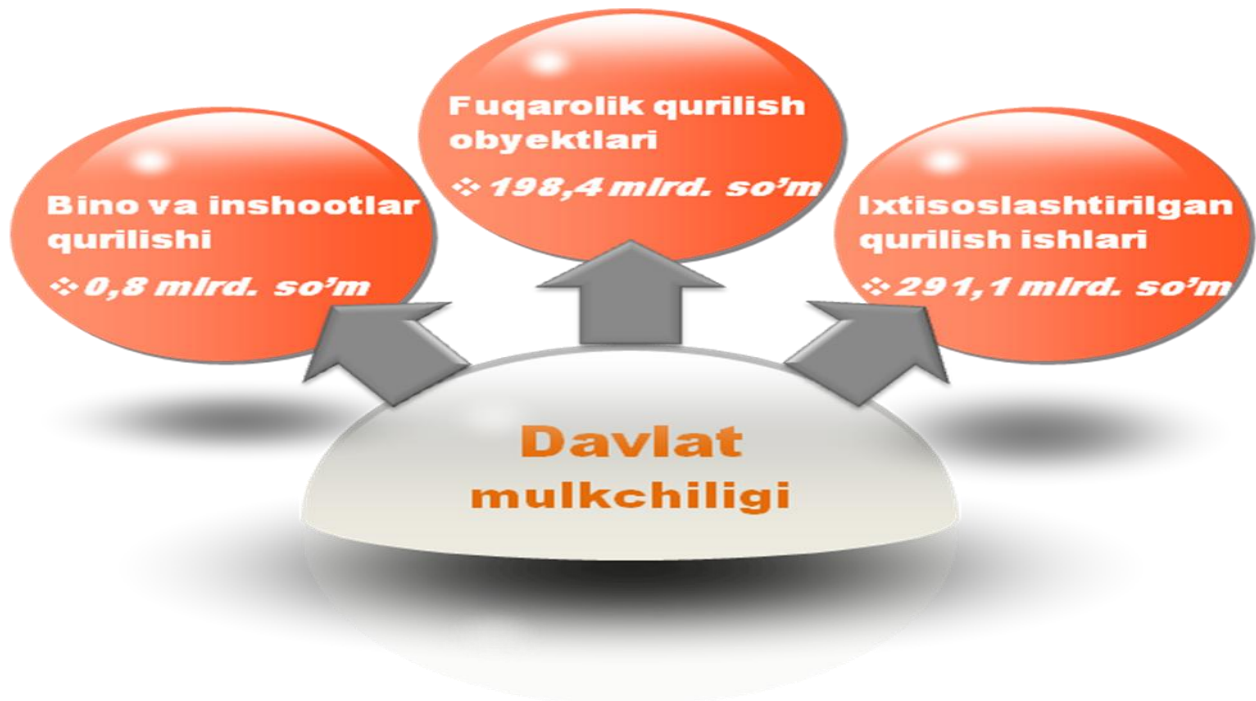 Fuqarolik qurilish
obyektlari
❖ 198,4 mlrd. so’m
Bino va inshootlar
qurilishi
❖ 0,8 mlrd. so’m
Ixtisoslashtirilgan
qurilish ishlari
❖ 291,1 mlrd. so’m
Davlat
mulkchiligi